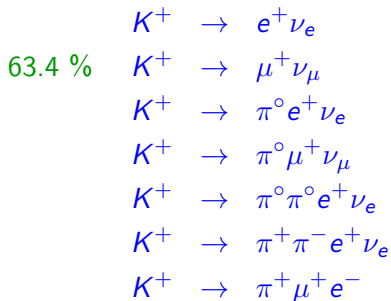 K⁺ → e⁺νₑ
63.4 % K⁺ → μ⁺ν_μ
K⁺ → π°e⁺νₑ
K⁺ → π°μ⁺ν_μ
K⁺ → π°π°e⁺νₑ
K⁺ → π⁺π⁻e⁺νₑ
K⁺ → π⁺μ⁺e⁻